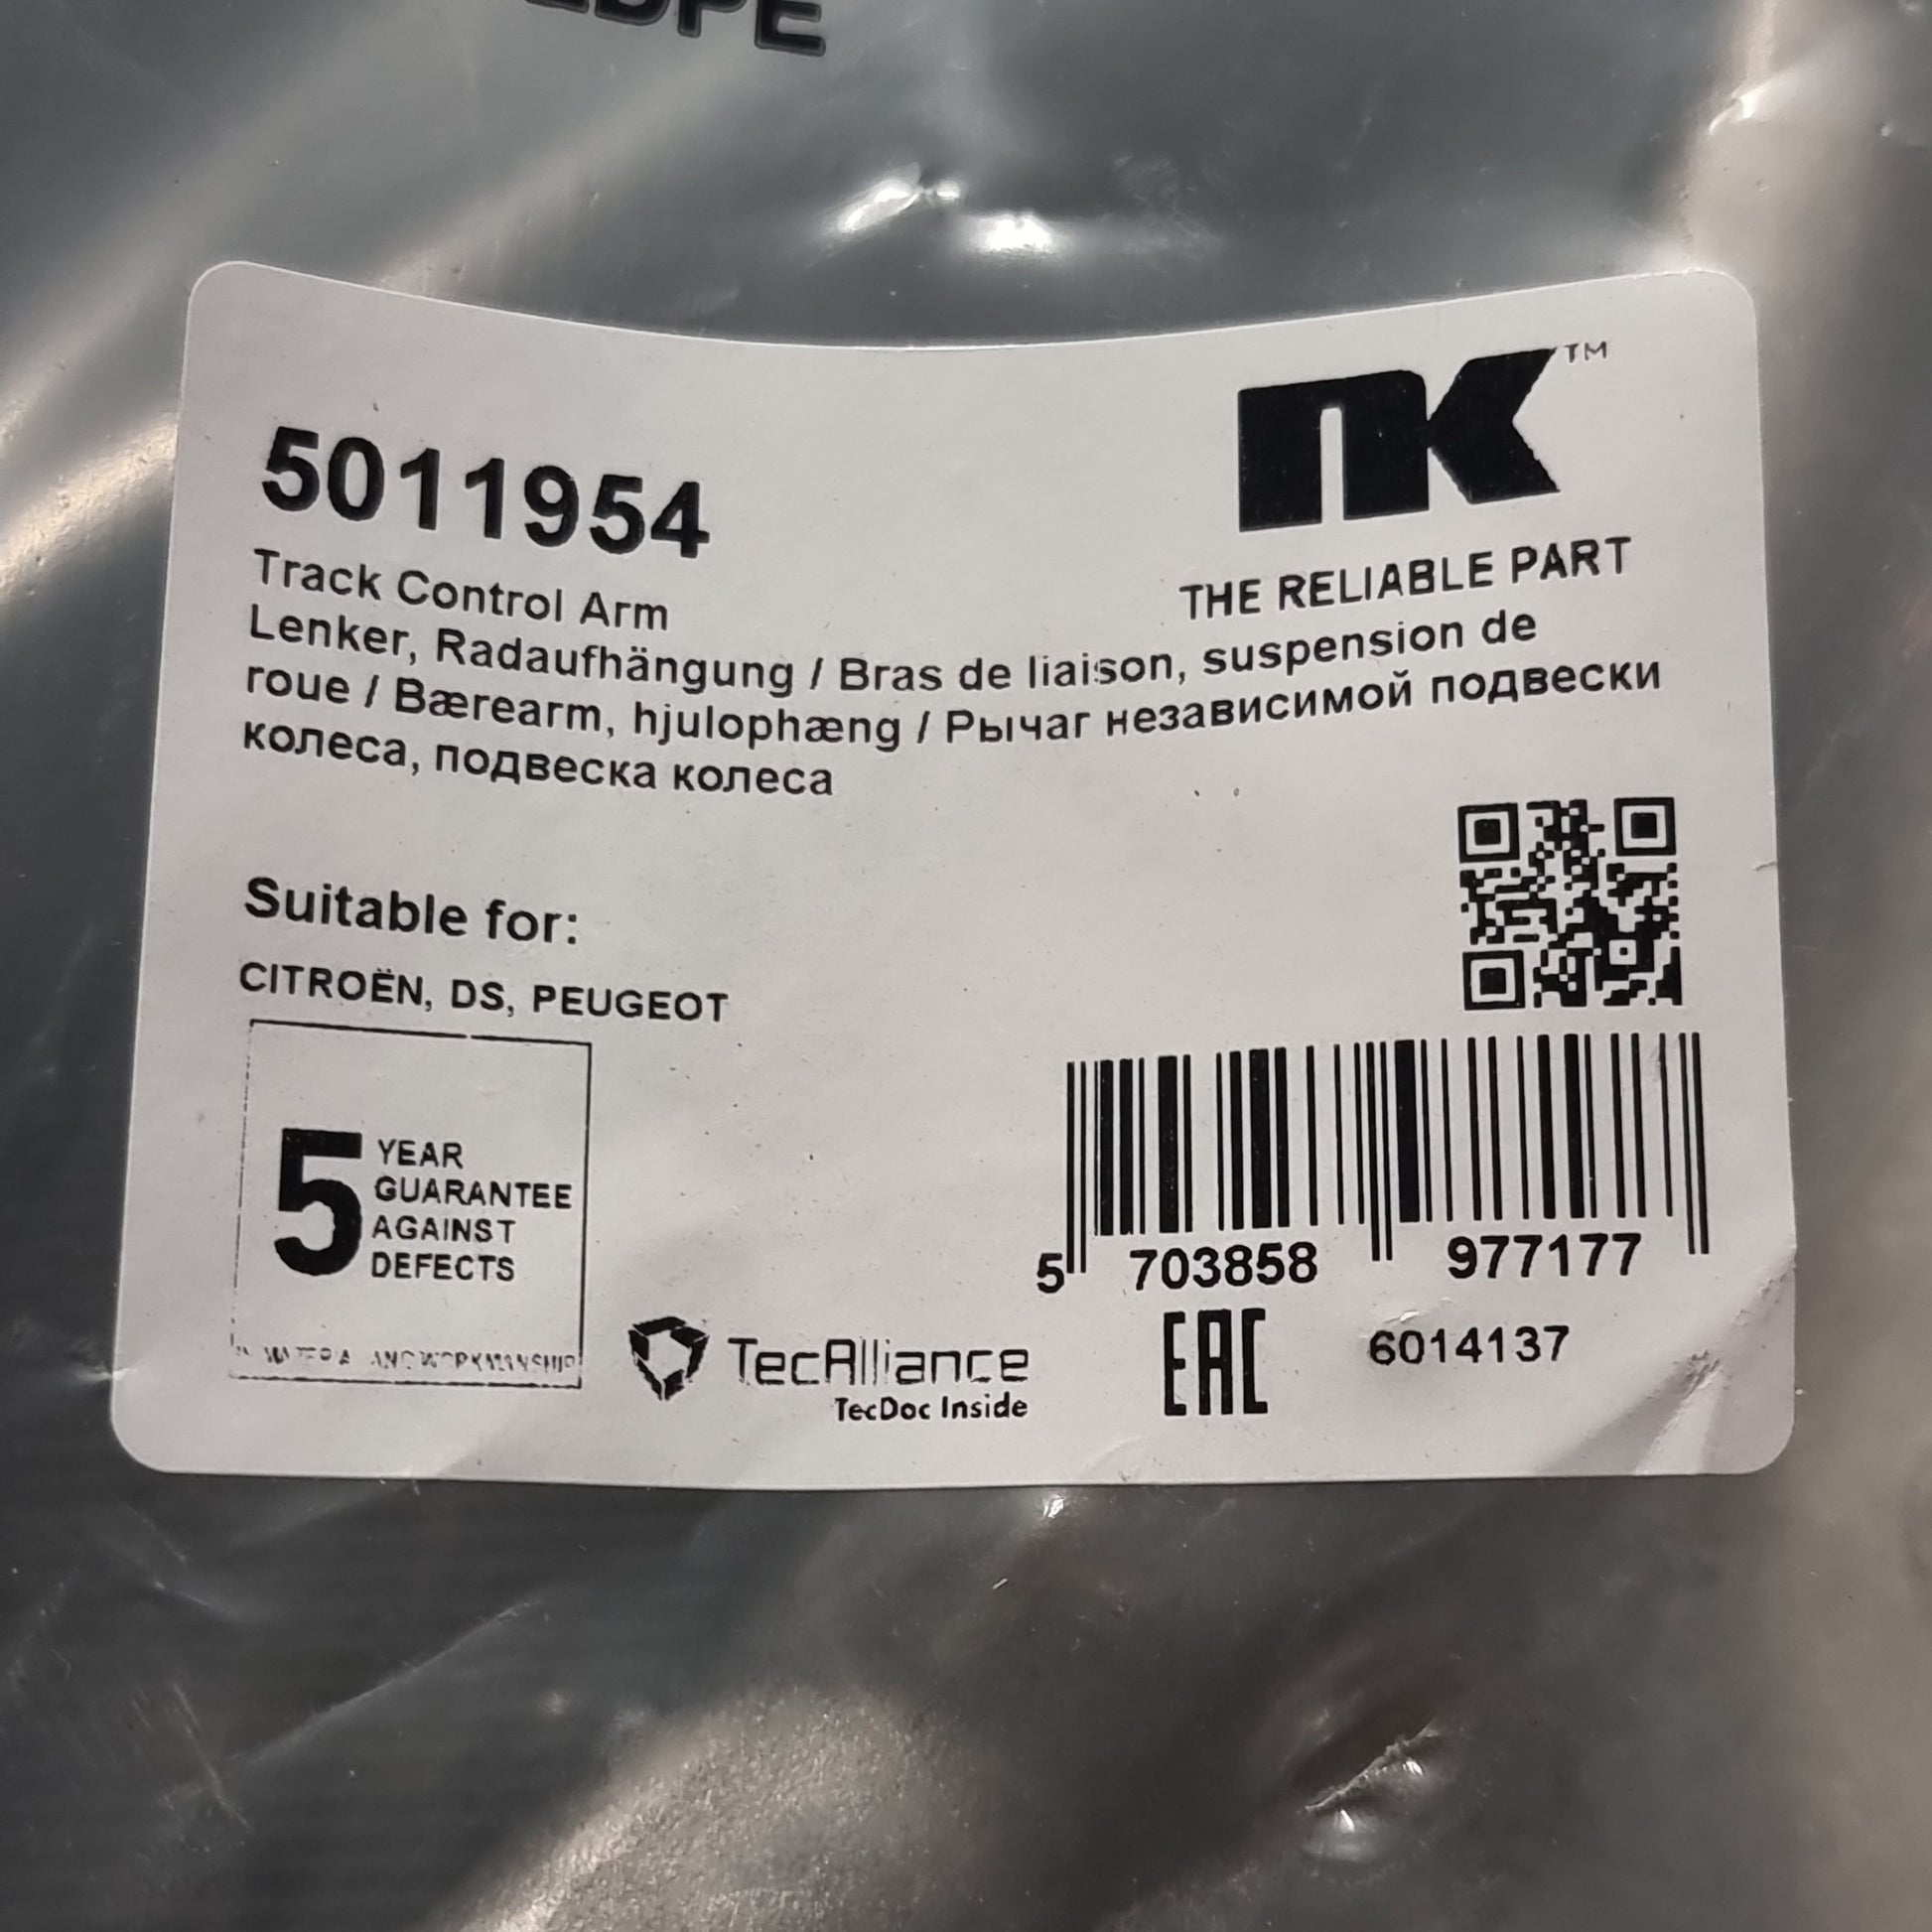 5011954
Track Control Arm
Lenker, Radaufhängung / Bras de liaison, suspension de
roue / Bærearm, hjulophæng / Рычаг независимой подвески
колеса, подвеска колеса
NK™
THE RELIABLE PART
Suitable for:
CITROËN, DS, PEUGEOT
5 YEAR
GUARANTEE
AGAINST
DEFECTS
5 703858 977177
TecAlliance
TecDoc Inside
EAC
6014137